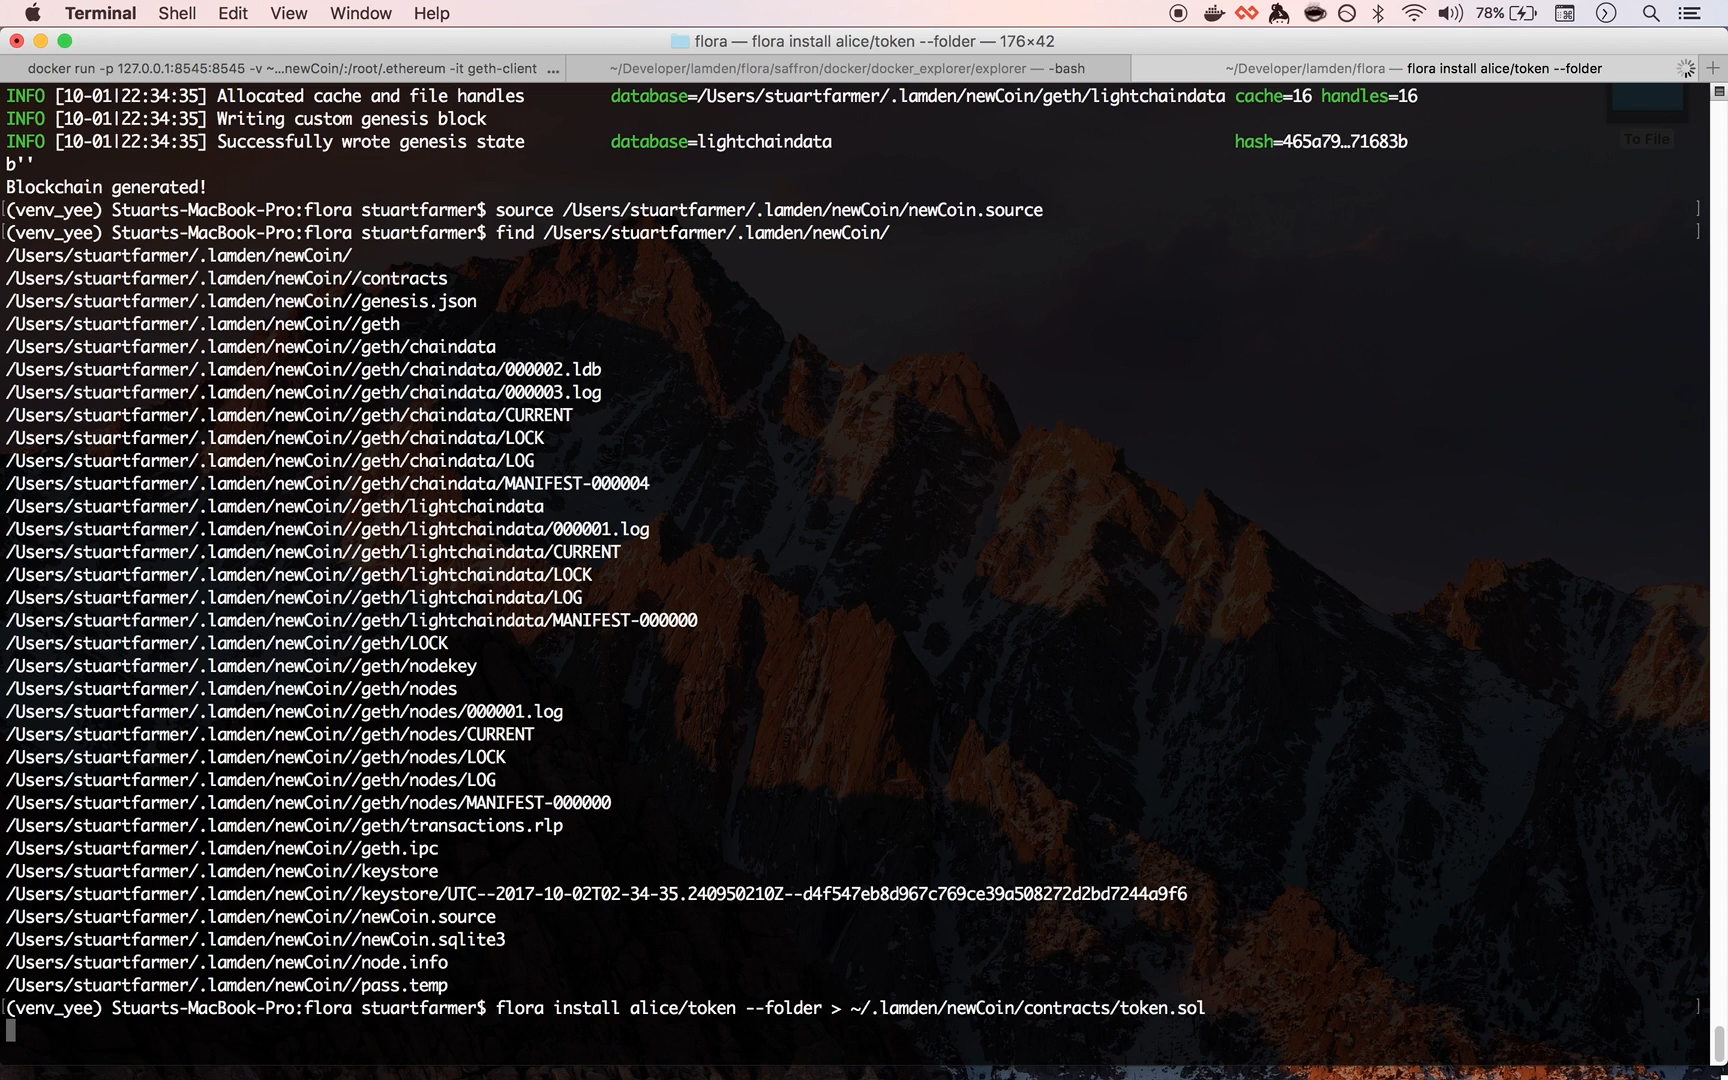 Terminal Shell Edit View Window Help 78%
flora — flora install alice/token --folder — 176×42
docker run -p 127.0.0.1:8545:8545 -v ~...newCoin/:/root/.ethereum -it geth-client ... ~/Developer/lamden/flora/saffron/docker/docker_explorer/explorer — -bash ~/Developer/lamden/flora — flora install alice/token --folder +
INFO [10-01|22:34:35] Allocated cache and file handles database=/Users/stuartfarmer/.lamden/newCoin/geth/lightchaindata cache=16 handles=16
INFO [10-01|22:34:35] Writing custom genesis block
To File
INFO [10-01|22:34:35] Successfully wrote genesis state database=lightchaindata hash=465a79…71683b
b''
Blockchain generated!
[(venv_yee) Stuarts-MacBook-Pro:flora stuartfarmer$ source /Users/stuartfarmer/.lamden/newCoin/newCoin.source ]
[(venv_yee) Stuarts-MacBook-Pro:flora stuartfarmer$ find /Users/stuartfarmer/.lamden/newCoin/ ]
/Users/stuartfarmer/.lamden/newCoin/
/Users/stuartfarmer/.lamden/newCoin//contracts
/Users/stuartfarmer/.lamden/newCoin//genesis.json
/Users/stuartfarmer/.lamden/newCoin//geth
/Users/stuartfarmer/.lamden/newCoin//geth/chaindata
/Users/stuartfarmer/.lamden/newCoin//geth/chaindata/000002.ldb
/Users/stuartfarmer/.lamden/newCoin//geth/chaindata/000003.log
/Users/stuartfarmer/.lamden/newCoin//geth/chaindata/CURRENT
/Users/stuartfarmer/.lamden/newCoin//geth/chaindata/LOCK
/Users/stuartfarmer/.lamden/newCoin//geth/chaindata/LOG
/Users/stuartfarmer/.lamden/newCoin//geth/chaindata/MANIFEST-000004
/Users/stuartfarmer/.lamden/newCoin//geth/lightchaindata
/Users/stuartfarmer/.lamden/newCoin//geth/lightchaindata/000001.log
/Users/stuartfarmer/.lamden/newCoin//geth/lightchaindata/CURRENT
/Users/stuartfarmer/.lamden/newCoin//geth/lightchaindata/LOCK
/Users/stuartfarmer/.lamden/newCoin//geth/lightchaindata/LOG
/Users/stuartfarmer/.lamden/newCoin//geth/lightchaindata/MANIFEST-000000
/Users/stuartfarmer/.lamden/newCoin//geth/LOCK
/Users/stuartfarmer/.lamden/newCoin//geth/nodekey
/Users/stuartfarmer/.lamden/newCoin//geth/nodes
/Users/stuartfarmer/.lamden/newCoin//geth/nodes/000001.log
/Users/stuartfarmer/.lamden/newCoin//geth/nodes/CURRENT
/Users/stuartfarmer/.lamden/newCoin//geth/nodes/LOCK
/Users/stuartfarmer/.lamden/newCoin//geth/nodes/LOG
/Users/stuartfarmer/.lamden/newCoin//geth/nodes/MANIFEST-000000
/Users/stuartfarmer/.lamden/newCoin//geth/transactions.rlp
/Users/stuartfarmer/.lamden/newCoin//geth.ipc
/Users/stuartfarmer/.lamden/newCoin//keystore
/Users/stuartfarmer/.lamden/newCoin//keystore/UTC--2017-10-02T02-34-35.240950210Z--d4f547eb8d967c769ce39a508272d2bd7244a9f6
/Users/stuartfarmer/.lamden/newCoin//newCoin.source
/Users/stuartfarmer/.lamden/newCoin//newCoin.sqlite3
/Users/stuartfarmer/.lamden/newCoin//node.info
/Users/stuartfarmer/.lamden/newCoin//pass.temp
[(venv_yee) Stuarts-MacBook-Pro:flora stuartfarmer$ flora install alice/token --folder > ~/.lamden/newCoin/contracts/token.sol ]